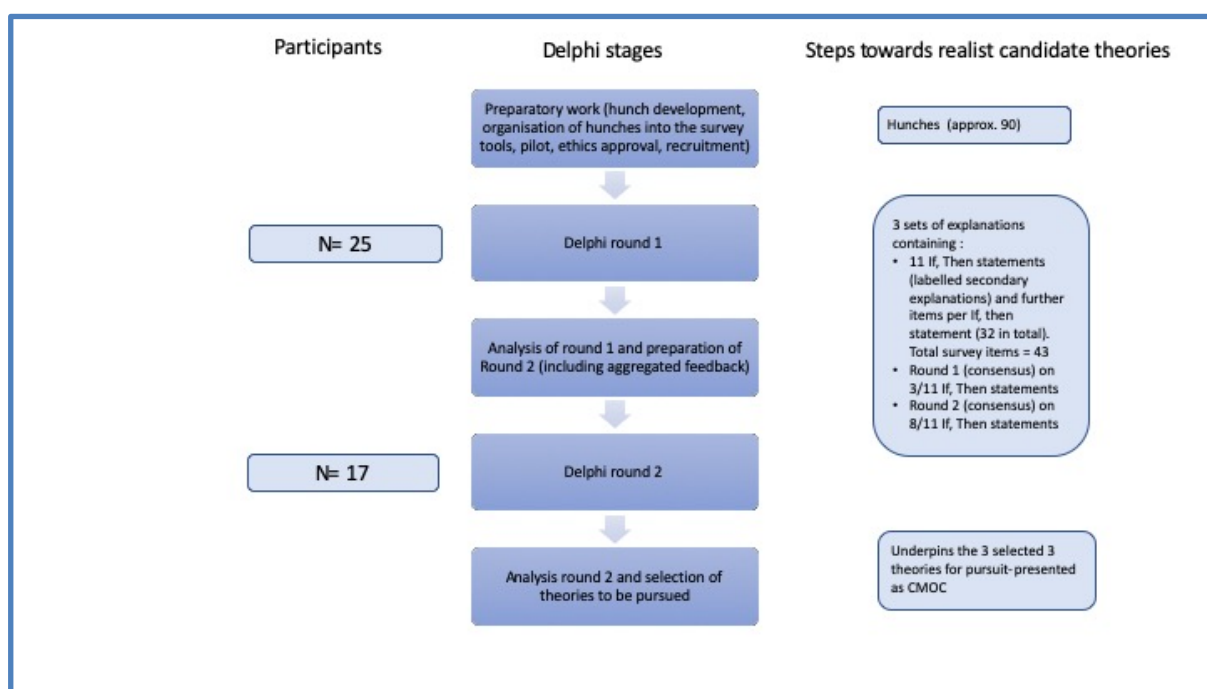 Participants
Delphi stages
Steps towards realist candidate theories
Preparatory work (hunch development,
organisation of hunches into the survey
tools, pilot, ethics approval, recruitment)
Hunches (approx. 90)
N= 25
Delphi round 1
3 sets of explanations
containing :
• 11 If, Then statements
(labelled secondary
explanations) and further
items per If, then
statement (32 in total).
Total survey items = 43
• Round 1 (consensus) on
3/11 If, Then statements
• Round 2 (consensus) on
8/11 If, Then statements
Analysis of round 1 and preparation of
Round 2 (including aggregated feedback)
N= 17
Delphi round 2
Analysis round 2 and selection of
theories to be pursued
Underpins the 3 selected 3
theories for pursuit-presented
as CMOC